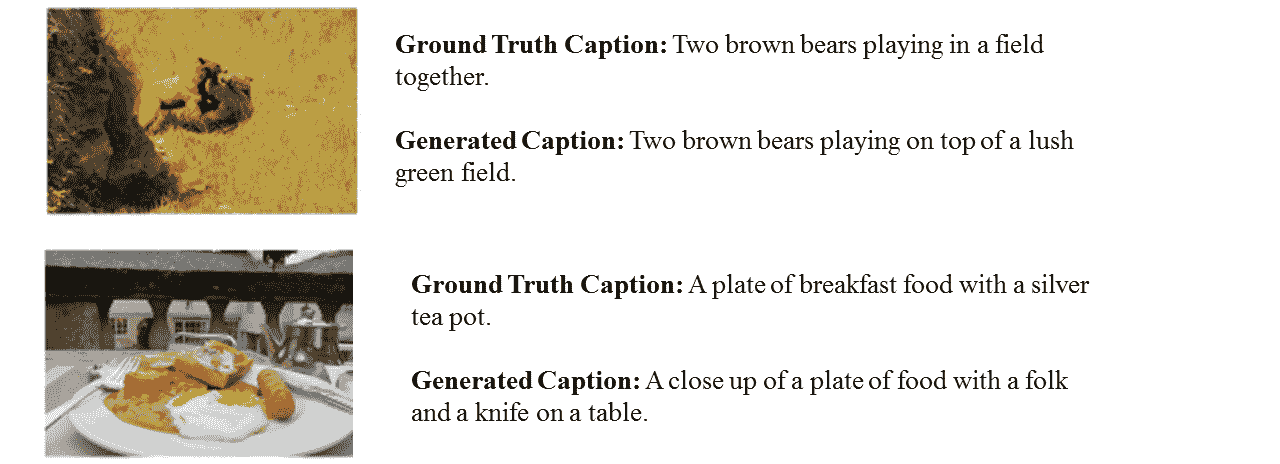 Ground Truth Caption: Two brown bears playing in a field
together.
Generated Caption: Two brown bears playing on top of a lush
green field.
Ground Truth Caption: A plate of breakfast food with a silver
tea pot.
Generated Caption: A close up of a plate of food with a folk
and a knife on a table.